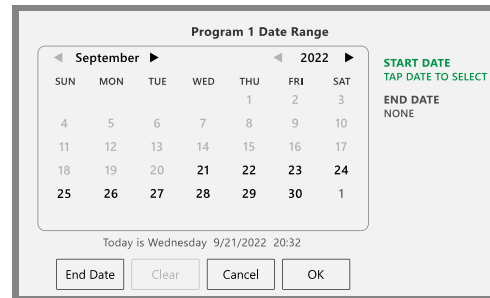 Program 1 Date Range
◀ September ▶ ◀ 2022 ▶
SUN MON TUE WED THU FRI SAT
1 2 3
4 5 6 7 8 9 10
11 12 13 14 15 16 17
18 19 20 21 22 23 24
25 26 27 28 29 30 1
Today is Wednesday 9/21/2022 20:32
End Date Clear Cancel OK
START DATE
TAP DATE TO SELECT
END DATE
NONE